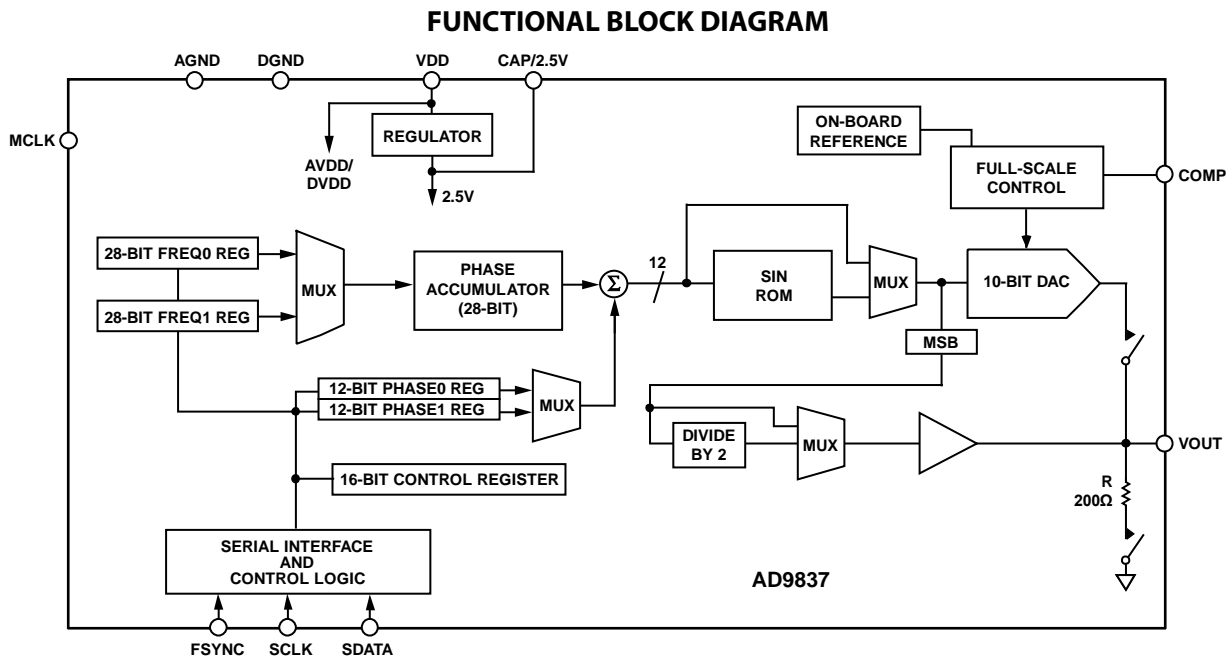 FUNCTIONAL BLOCK DIAGRAM
AGND
DGND
VDD
CAP/2.5V
MCLK
REGULATOR
AVDD/
DVDD
2.5V
ON-BOARD
REFERENCE
FULL-SCALE
CONTROL
COMP
28-BIT FREQ0 REG
28-BIT FREQ1 REG
MUX
PHASE
ACCUMULATOR
(28-BIT)
Σ
12
SIN
ROM
MUX
10-BIT DAC
MSB
12-BIT PHASE0 REG
12-BIT PHASE1 REG
MUX
DIVIDE
BY 2
MUX
VOUT
R
200Ω
16-BIT CONTROL REGISTER
SERIAL INTERFACE
AND
CONTROL LOGIC
AD9837
FSYNC
SCLK
SDATA